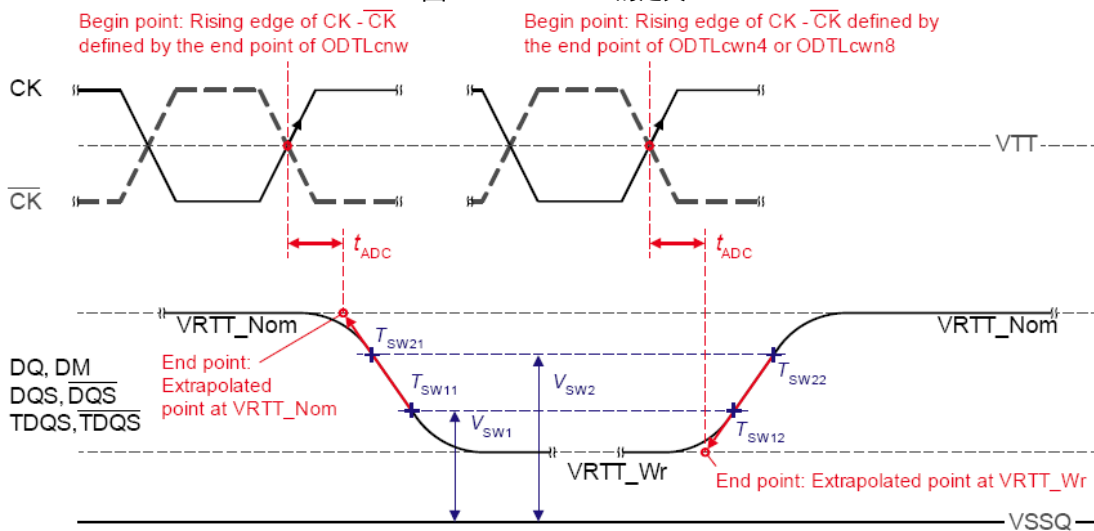 Begin point: Rising edge of CK - CK
defined by the end point of ODTLcnw
Begin point: Rising edge of CK - CK defined by
the end point of ODTLcwn4 or ODTLcwn8
CK
VTT
CK
tADC
tADC
VRTT_Nom
VRTT_Nom
TSW21
End point:
Extrapolated
point at VRTT_Nom
DQ, DM
DQS, DQS
TDQS, TDQS
TSW11
VSW2
VSW1
TSW22
TSW12
VRTT_Wr
End point: Extrapolated point at VRTT_Wr
VSSQ